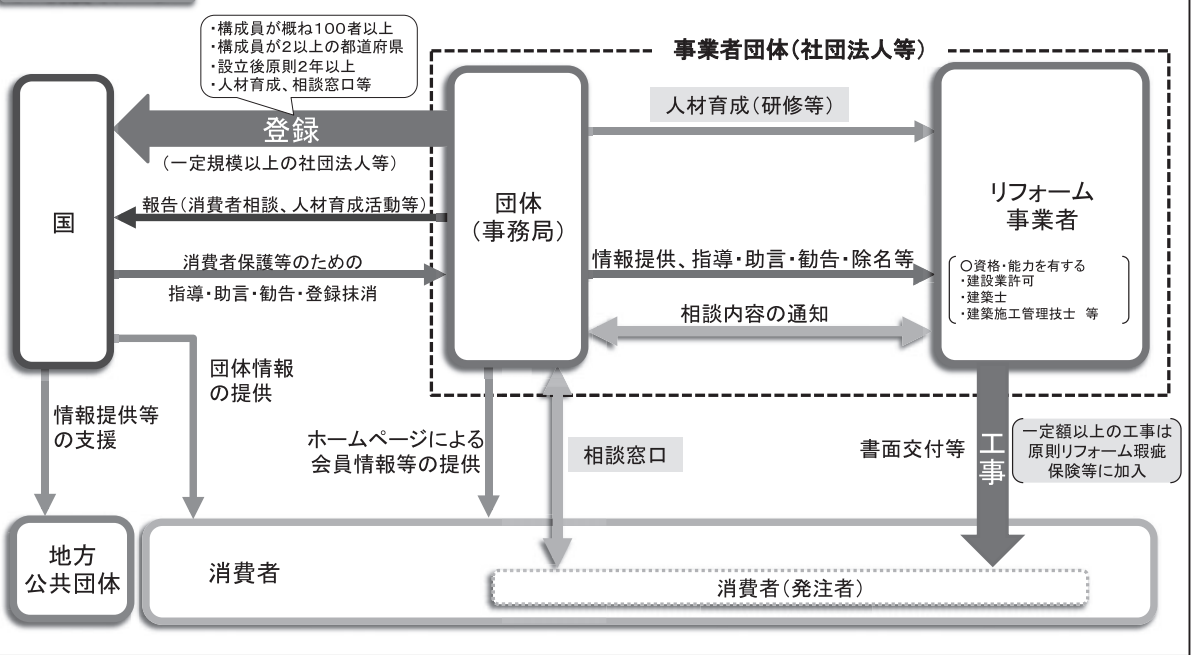 ・構成員が概ね100者以上
・構成員が2以上の都道府県
・設立後原則2年以上
・人材育成、相談窓口等
事業者団体(社団法人等)
登録
(一定規模以上の社団法人等)
報告(消費者相談、人材育成活動等)
国
消費者保護等のための
指導・助言・勧告・登録抹消
団体
(事務局)
人材育成(研修等)
情報提供、指導・助言・勧告・除名等
相談内容の通知
リフォーム
事業者
○資格・能力を有する
・建設業許可
・建築士
・建築施工管理技士 等
団体情報
の提供
情報提供等
の支援
ホームページによる
会員情報等の提供
相談窓口
書面交付等
工事
一定額以上の工事は
原則リフォーム瑕疵
保険等に加入
地方
公共団体
消費者
消費者(発注者)